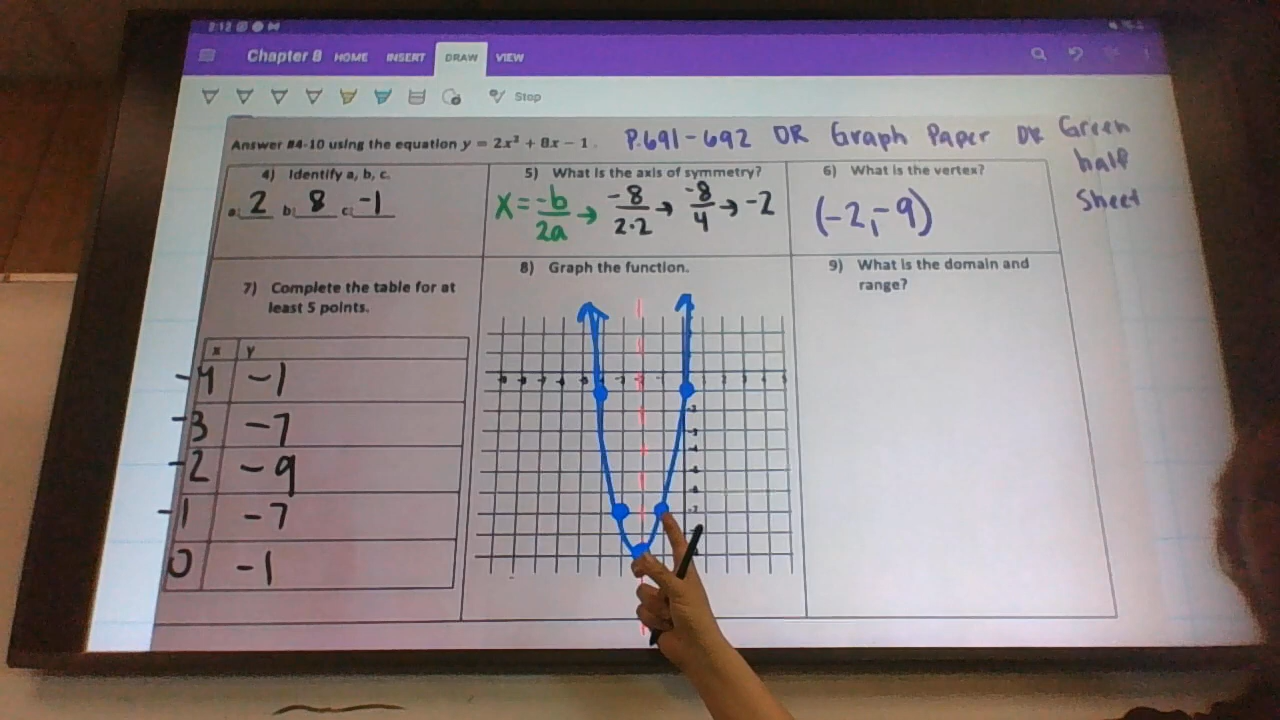 2:12
Chapter 8 HOME INSERT DRAW VIEW
Stop
Answer #4-10 using the equation y = 2x² + 8x − 1. P.691-692 OR Graph Paper OR Green
half
Sheet
4) Identify a, b, c.
a: 2 b: 8 c: -1
5) What is the axis of symmetry?
X = -b/2a → -8/2·2 → -8/4 → -2
6) What is the vertex?
(-2,-9)
7) Complete the table for at
least 5 points.
x y
-4 -1
-3 -7
-2 -9
-1 -7
0 -1
8) Graph the function.
9) What is the domain and
range?